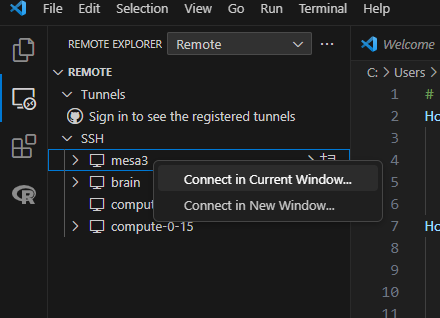 File Edit Selection View Go Run Terminal Help
REMOTE EXPLORER Remote
Welcome
REMOTE
C: > Users >
Tunnels
1 #
Sign in to see the registered tunnels
2 Ho
SSH
3
mesa3
4
Connect in Current Window...
5
brain
Connect in New Window...
6
compute-0-15
7 Ho
8
9
10
11